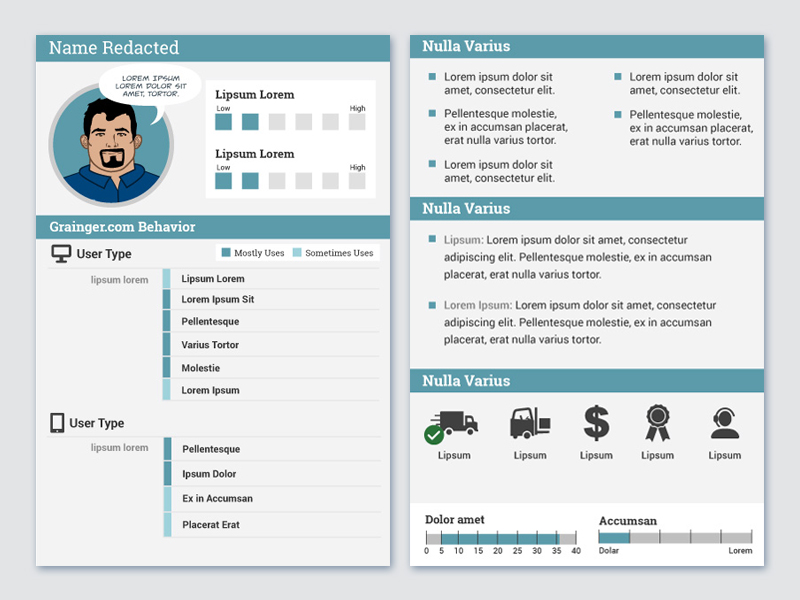 Name Redacted
LOREM IPSUM
LOREM DOLOR SIT
AMET, TORTOR.
Lipsum Lorem
Low High
Lipsum Lorem
Low High
Grainger.com Behavior
User Type
Mostly Uses Sometimes Uses
lipsum lorem
Lipsum Lorem
Lorem Ipsum Sit
Pellentesque
Varius Tortor
Molestie
Lorem Ipsum
User Type
lipsum lorem
Pellentesque
Ipsum Dolor
Ex in Accumsan
Placerat Erat
Nulla Varius
Lorem ipsum dolor sit
amet, consectetur elit.
Pellentesque molestie,
ex in accumsan placerat,
erat nulla varius tortor.
Lorem ipsum dolor sit
amet, consectetur elit.
Lorem ipsum dolor sit
amet, consectetur elit.
Pellentesque molestie,
ex in accumsan placerat,
erat nulla varius tortor.
Nulla Varius
Lipsum: Lorem ipsum dolor sit amet, consectetur
adipiscing elit. Pellentesque molestie, ex in accumsan
placerat, erat nulla varius tortor.
Lorem Ipsum: Lorem ipsum dolor sit amet, consectetur
adipiscing elit. Pellentesque molestie, ex in accumsan
placerat, erat nulla varius tortor.
Nulla Varius
$
Lipsum Lipsum Lipsum Lipsum Lipsum
Dolor amet
0 5 10 15 20 25 30 35 40
Accumsan
Dolar Lorem